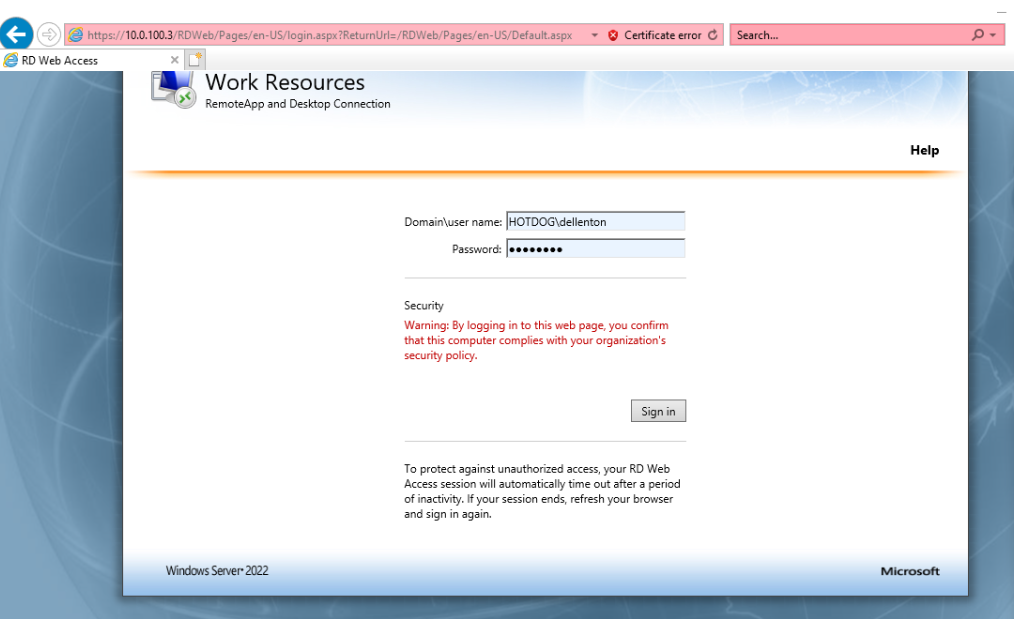 https://10.0.100.3/RDWeb/Pages/en-US/login.aspx?ReturnUrl=/RDWeb/Pages/en-US/Default.aspx Certificate error Search...
RD Web Access
Work Resources
RemoteApp and Desktop Connection
Help
Domain\user name: HOTDOG\dellenton
Password: ••••••••
Security
Warning: By logging in to this web page, you confirm
that this computer complies with your organization's
security policy.
Sign in
To protect against unauthorized access, your RD Web
Access session will automatically time out after a period
of inactivity. If your session ends, refresh your browser
and sign in again.
Windows Server 2022 Microsoft